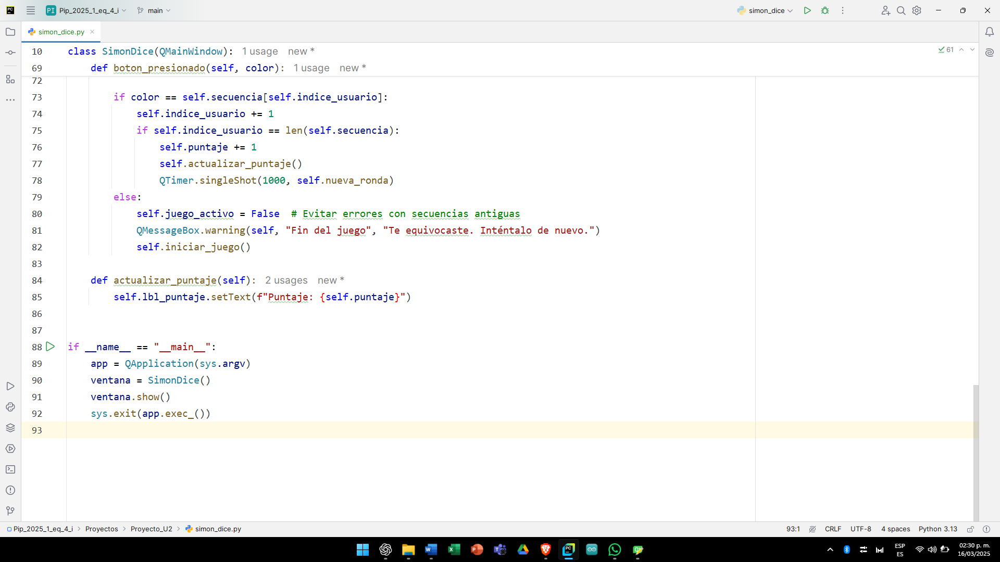 PC
PI Pip_2025_1_eq_4_i main simon_dice
simon_dice.py
10 class SimonDice(QMainWindow): 1 usage new *
61
69 def boton_presionado(self, color): 1 usage new *
72
73 if color == self.secuencia[self.indice_usuario]:
74 self.indice_usuario += 1
75 if self.indice_usuario == len(self.secuencia):
76 self.puntaje += 1
77 self.actualizar_puntaje()
78 QTimer.singleShot(1000, self.nueva_ronda)
79 else:
80 self.juego_activo = False # Evitar errores con secuencias antiguas
81 QMessageBox.warning(self, "Fin del juego", "Te equivocaste. Inténtalo de nuevo.")
82 self.iniciar_juego()
83
84 def actualizar_puntaje(self): 2 usages new *
85 self.lbl_puntaje.setText(f"Puntaje: {self.puntaje}")
86
87
88 if __name__ == "__main__":
89 app = QApplication(sys.argv)
90 ventana = SimonDice()
91 ventana.show()
92 sys.exit(app.exec_())
93
Pip_2025_1_eq_4_i > Proyectos > Proyecto_U2 > simon_dice.py 93:1 CRLF UTF-8 4 spaces Python 3.13
ESP
ES
02:30 p. m.
16/03/2025